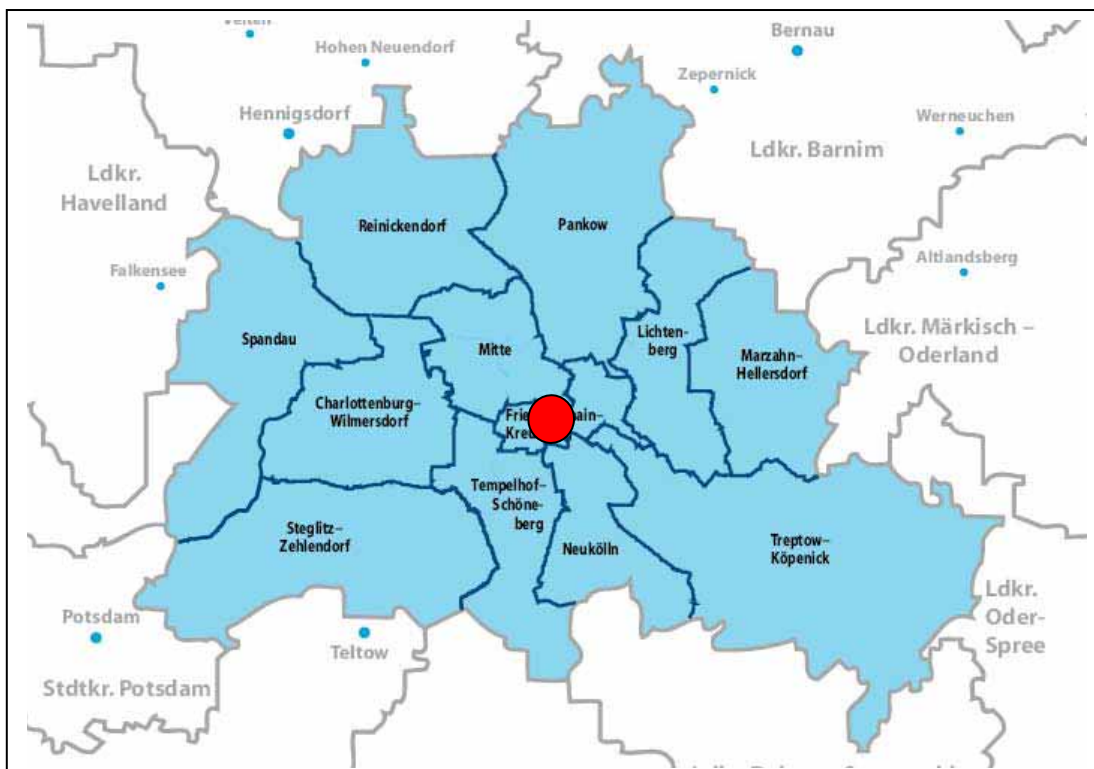 Bernau
Hohen Neuendorf
Zepernick
Hennigsdorf
Werneuchen
Ldkr. Barnim
Ldkr.
Havelland
Reinickendorf
Pankow
Falkensee
Altlandsberg
Ldkr. Märkisch –
Oderland
Spandau
Mitte
Lichten-
berg
Marzahn-
Hellersdorf
Charlottenburg-
Wilmersdorf
Tempelhof-
Schöne-
berg
Steglitz-
Zehlendorf
Neukölln
Treptow-
Köpenick
Ldkr.
Oder-
Spree
Potsdam
Teltow
Stdtkr. Potsdam